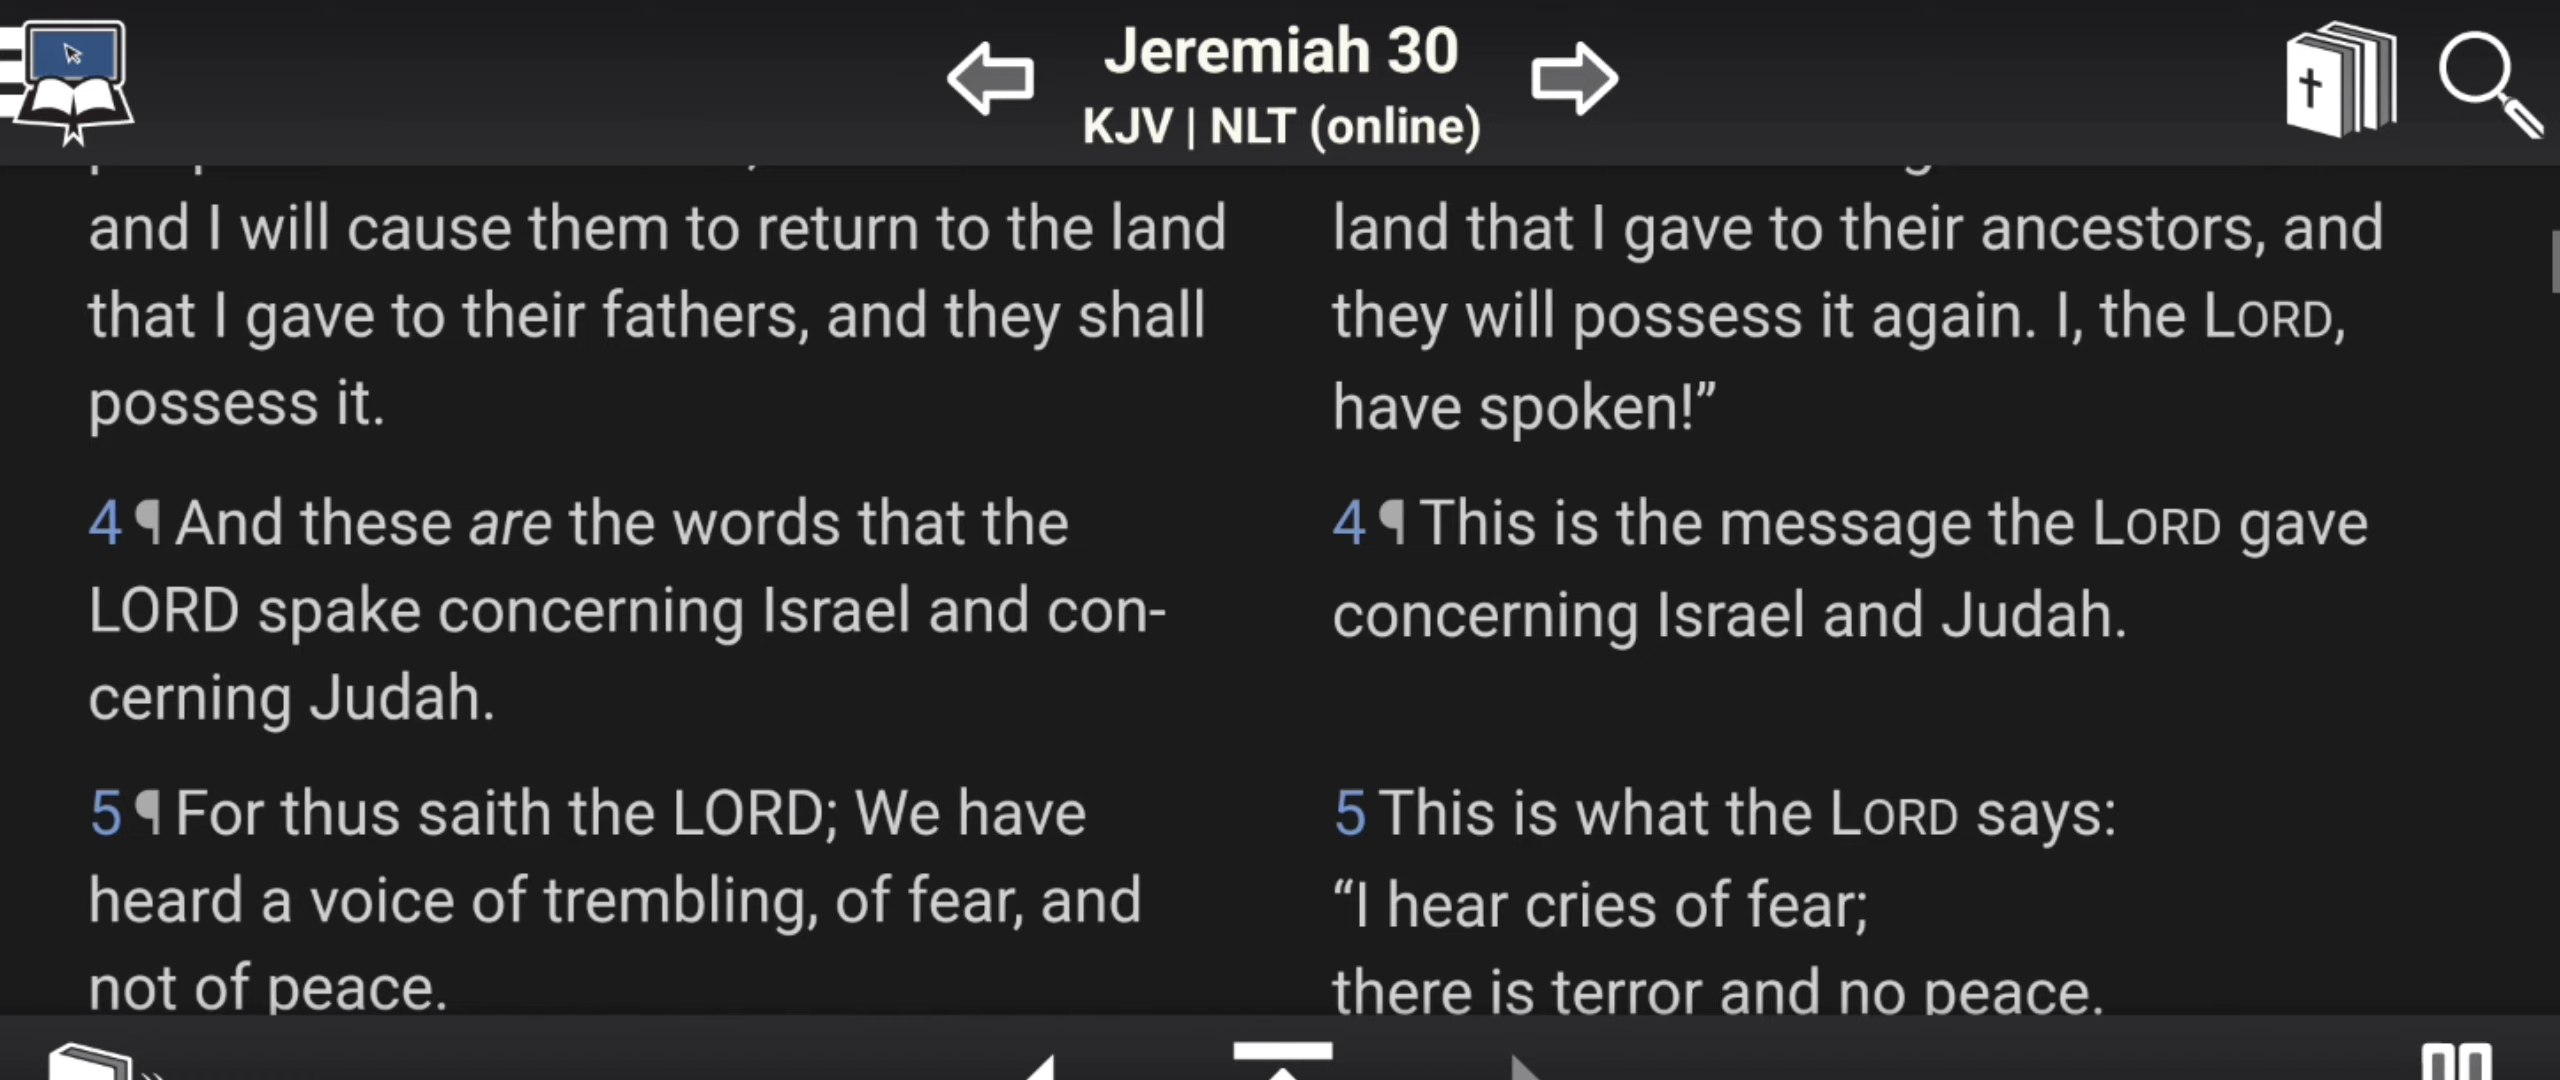 Jeremiah 30
KJV | NLT (online)
and I will cause them to return to the land
that I gave to their fathers, and they shall
possess it.
4 ¶ And these are the words that the
LORD spake concerning Israel and con-
cerning Judah.
5 ¶ For thus saith the LORD; We have
heard a voice of trembling, of fear, and
not of peace.
land that I gave to their ancestors, and
they will possess it again. I, the LORD,
have spoken!”
4 ¶ This is the message the LORD gave
concerning Israel and Judah.
5 This is what the LORD says:
“I hear cries of fear;
there is terror and no peace.